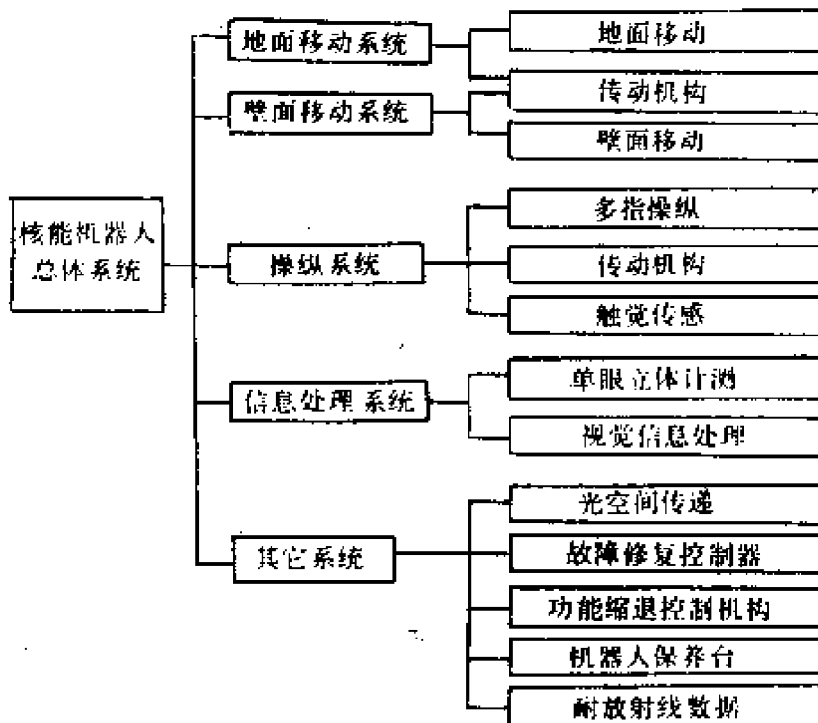 核能机器人
总体系统
地面移动系统
地面移动
传动机构
壁面移动系统
壁面移动
操纵系统
多指操纵
传动机构
触觉传感
信息处理系统
单眼立体计测
视觉信息处理
其它系统
光空间传递
故障修复控制器
功能缩退控制机构
机器人保养台
耐放射线数据